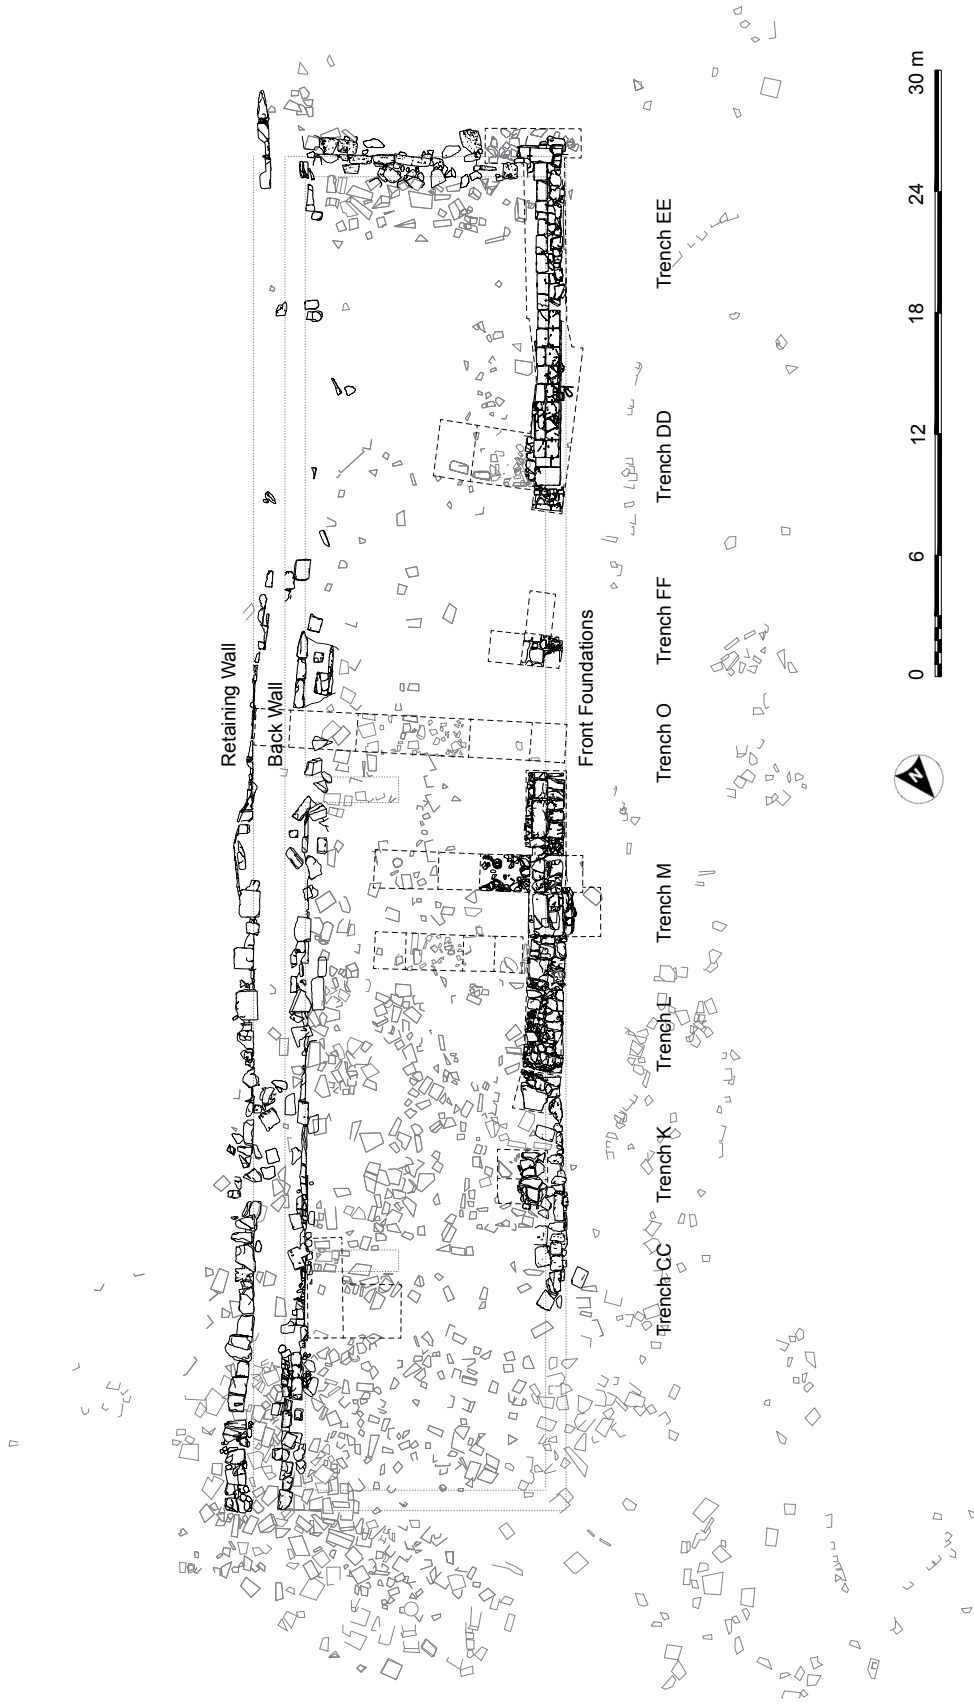 Retaining Wall
Back Wall
Front Foundations
Trench CC
Trench K
Trench L
Trench M
Trench O
Trench FF
Trench DD
Trench EE
N
0 6 12 18 24 30 m